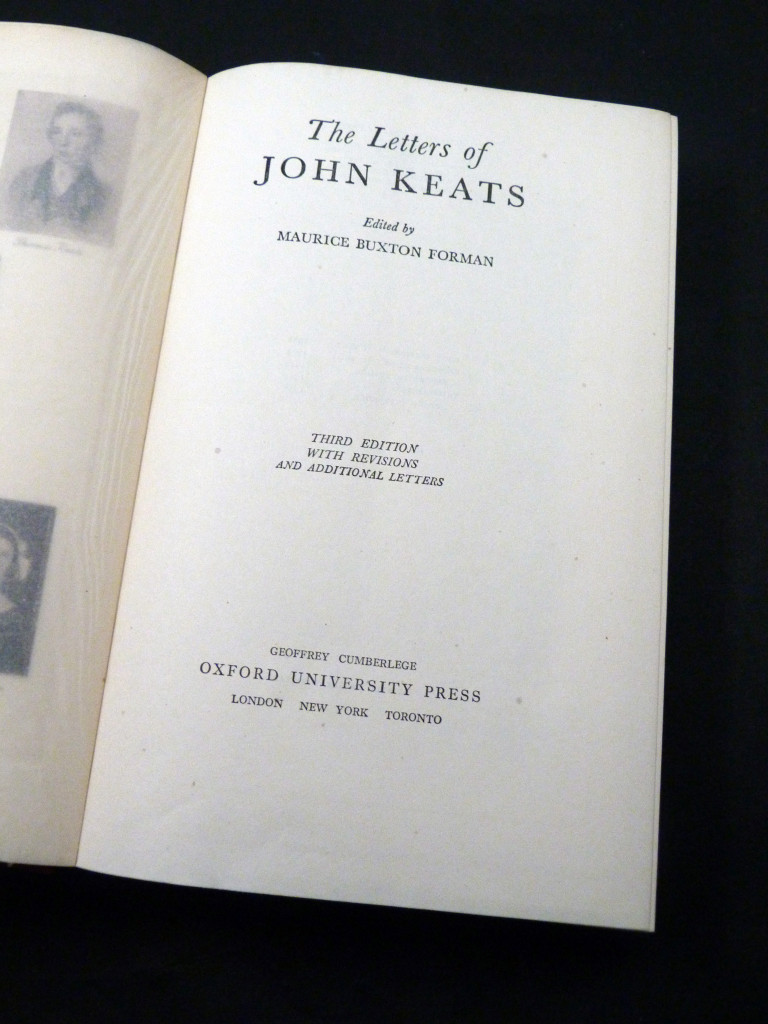 The Letters of
JOHN KEATS
Edited by
MAURICE BUXTON FORMAN
THIRD EDITION
WITH REVISIONS
AND ADDITIONAL LETTERS
GEOFFREY CUMBERLEGE
OXFORD UNIVERSITY PRESS
LONDON NEW YORK TORONTO